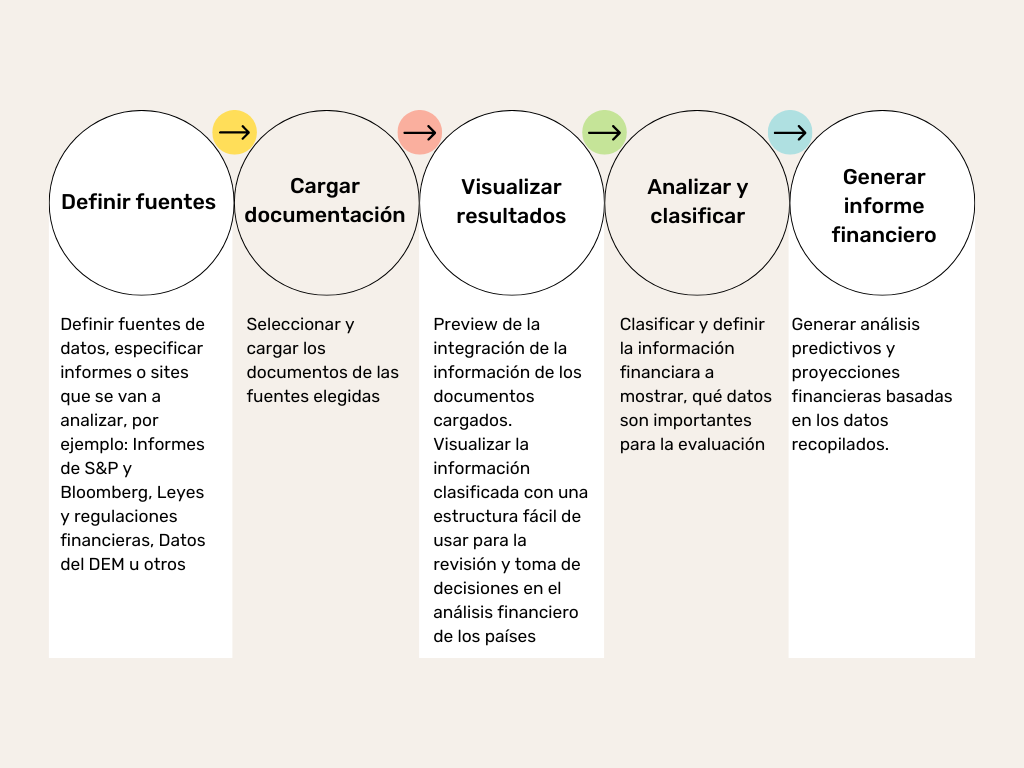 Definir fuentes
Cargar
documentación
Visualizar
resultados
Analizar y
clasificar
Generar
informe
financiero
Definir fuentes de
datos, especificar
informes o sites
que se van a
analizar, por
ejemplo: Informes
de S&P y
Bloomberg, Leyes
y regulaciones
financieras, Datos
del DEM u otros
Seleccionar y
cargar los
documentos de las
fuentes elegidas
Preview de la
integración de la
información de los
documentos
cargados.
Visualizar la
información
clasificada con una
estructura fácil de
usar para la
revisión y toma de
decisiones en el
análisis financiero
de los países
Clasificar y definir
la información
financiara a
mostrar, qué datos
son importantes
para la evaluación
Generar análisis
predictivos y
proyecciones
financieras basadas
en los datos
recopilados.